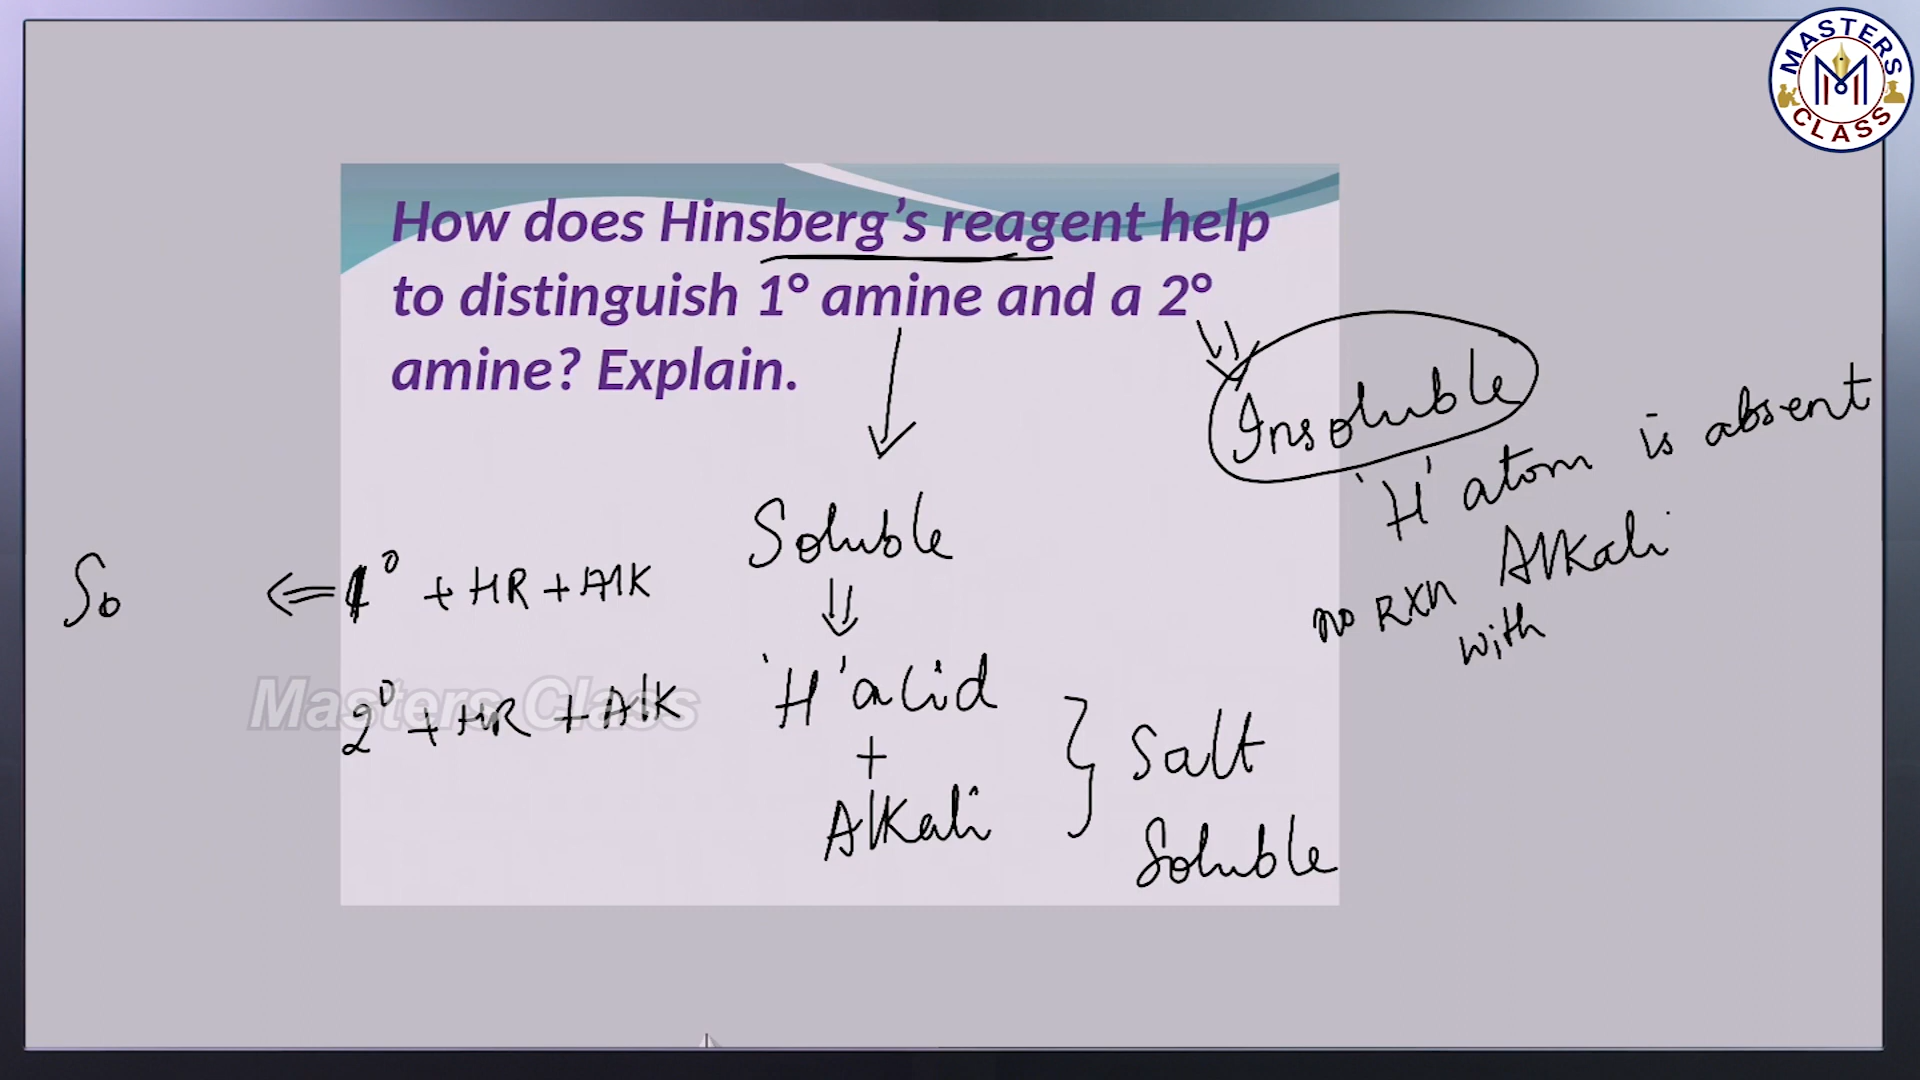 MASTERS
CLASS
How does Hinsberg's reagent help
to distinguish 1° amine and a 2°
amine? Explain.
Insoluble
'H' atom is absent
no RXN Alkali
with
Soluble
So ⇐ 1° + HR + AlK
2° + HR + AlK
Masters Class
'H' acid
+
Alkali
Salt
Soluble